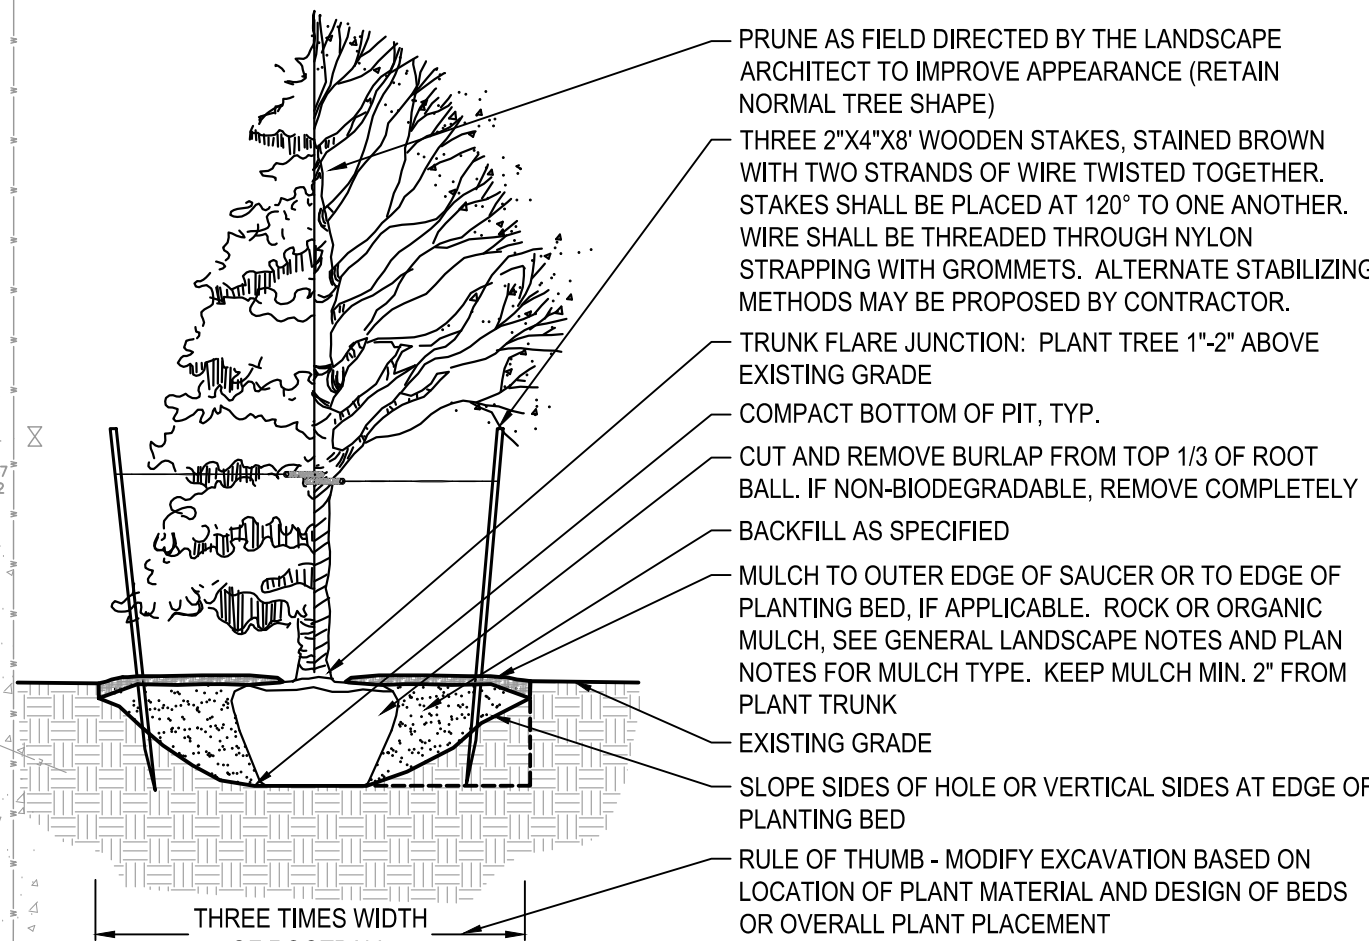 PRUNE AS FIELD DIRECTED BY THE LANDSCAPE
ARCHITECT TO IMPROVE APPEARANCE (RETAIN
NORMAL TREE SHAPE)
THREE 2"X4"X8' WOODEN STAKES, STAINED BROWN
WITH TWO STRANDS OF WIRE TWISTED TOGETHER.
STAKES SHALL BE PLACED AT 120° TO ONE ANOTHER.
WIRE SHALL BE THREADED THROUGH NYLON
STRAPPING WITH GROMMETS. ALTERNATE STABILIZING
METHODS MAY BE PROPOSED BY CONTRACTOR.
TRUNK FLARE JUNCTION: PLANT TREE 1"-2" ABOVE
EXISTING GRADE
COMPACT BOTTOM OF PIT, TYP.
CUT AND REMOVE BURLAP FROM TOP 1/3 OF ROOT
BALL. IF NON-BIODEGRADABLE, REMOVE COMPLETELY
BACKFILL AS SPECIFIED
MULCH TO OUTER EDGE OF SAUCER OR TO EDGE OF
PLANTING BED, IF APPLICABLE. ROCK OR ORGANIC
MULCH, SEE GENERAL LANDSCAPE NOTES AND PLAN
NOTES FOR MULCH TYPE. KEEP MULCH MIN. 2" FROM
PLANT TRUNK
EXISTING GRADE
SLOPE SIDES OF HOLE OR VERTICAL SIDES AT EDGE OF
PLANTING BED
RULE OF THUMB - MODIFY EXCAVATION BASED ON
LOCATION OF PLANT MATERIAL AND DESIGN OF BEDS
OR OVERALL PLANT PLACEMENT
THREE TIMES WIDTH